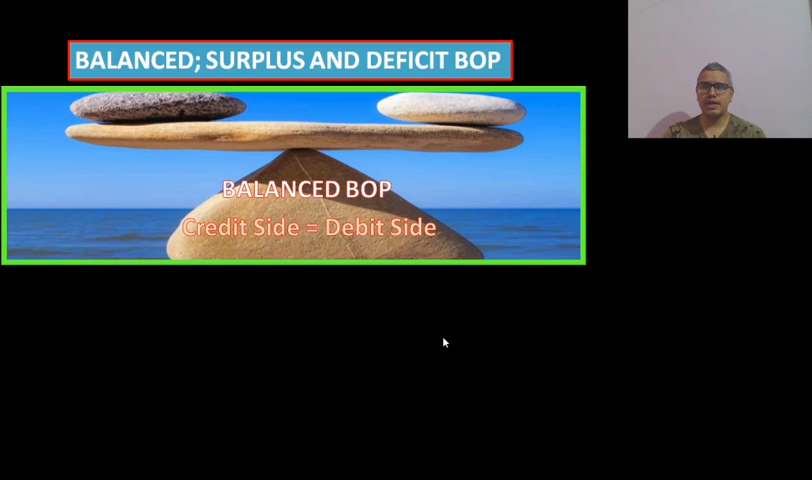 BALANCED; SURPLUS AND DEFICIT BOP
BALANCED BOP
Credit Side = Debit Side